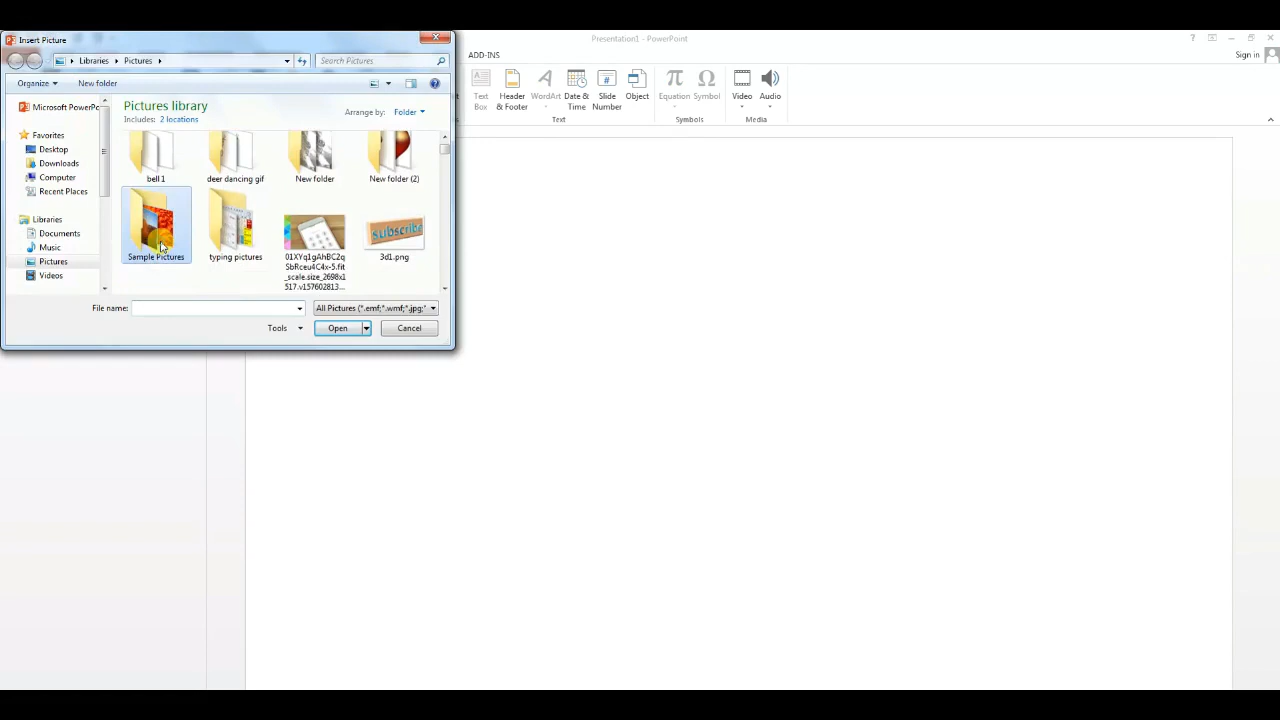 Insert Picture
Presentation1 - PowerPoint
ADD-INS
Sign in
Libraries Pictures
Search Pictures
Organize
New folder
Text Box
Header & Footer
WordArt
Date & Time
Slide Number
Object
Equation
Symbol
Video
Audio
Text
Symbols
Media
Microsoft PowerPo
Favorites
Desktop
Downloads
Computer
Recent Places
Libraries
Documents
Music
Pictures
Videos
Pictures library
Includes: 2 locations
Arrange by: Folder
bell 1
deer dancing gif
New folder
New folder (2)
Sample Pictures
typing pictures
01XYq1gAhBC2q
SbRceu4C4x-5.fit
_scale.size_2698x1
517.v157602813...
Subscribe
3d1.png
File name:
All Pictures (*.emf;*.wmf;*.jpg;*
Tools
Open
Cancel